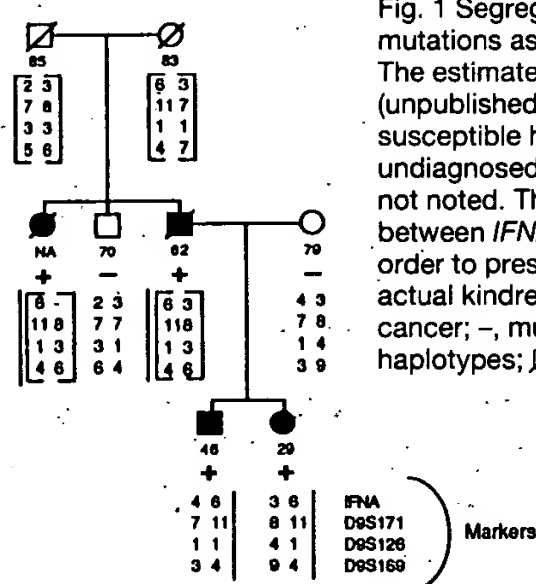 Fig. 1 Segreg
mutations as
The estimate
(unpublished
susceptible h
undiagnosed
not noted. Th
between IFN
order to pres
actual kindre
cancer; –, mu
haplotypes;
85 83
2 3 6 3
7 8 11 7
3 3 1 1
5 6 4 7
NA 70 62 79
+ – + –
6 - 2 3 6 3 4 3
11 8 7 7 11 8 7 8
1 3 3 1 1 3 1 4
4 6 6 4 4 6 3 9
46 29
+ +
4 6 3 6 IFNA
7 11 8 11 D9S171
1 1 4 1 D9S126
3 4 9 4 D9S169
Markers